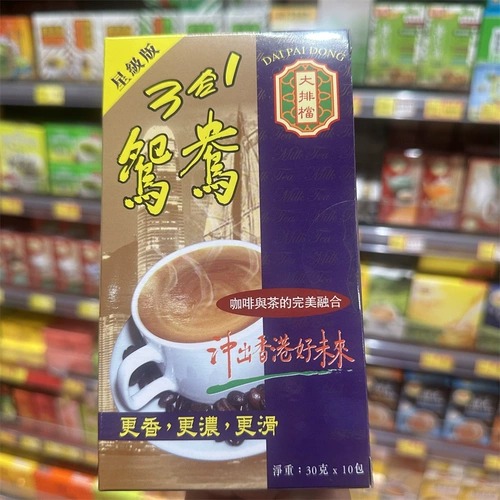 星級版
DAI PAI DONG
大排檔
3合1
鴛鴦
咖啡與茶的完美融合
冲出香港好未來
更香，更濃，更滑
淨重：30克 x 10包